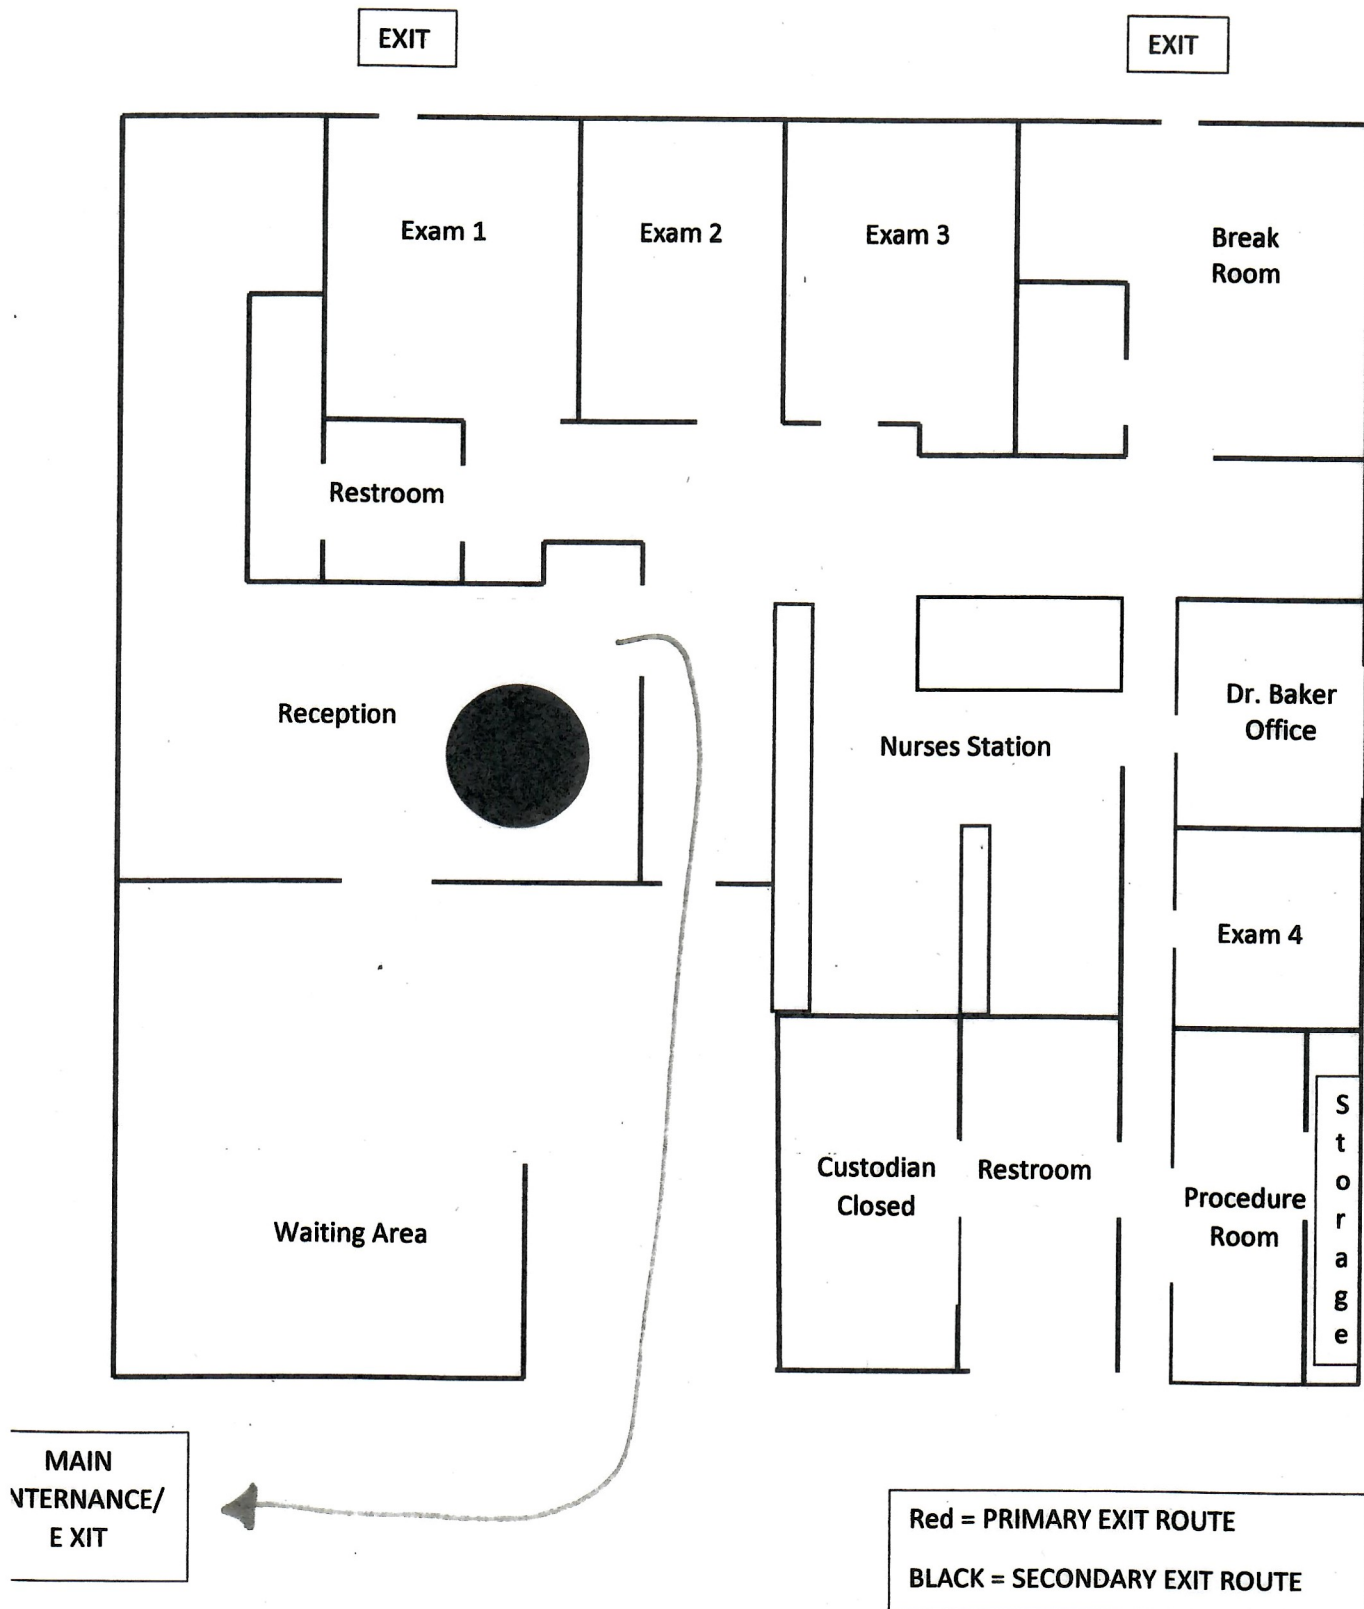 EXIT
EXIT
Exam 1
Exam 2
Exam 3
Break
Room
Restroom
Reception
Nurses Station
Dr. Baker
Office
Exam 4
Custodian
Closed
Restroom
Procedure
Room
Storage
Waiting Area
MAIN
NTERNANCE/
E XIT
Red = PRIMARY EXIT ROUTE
BLACK = SECONDARY EXIT ROUTE